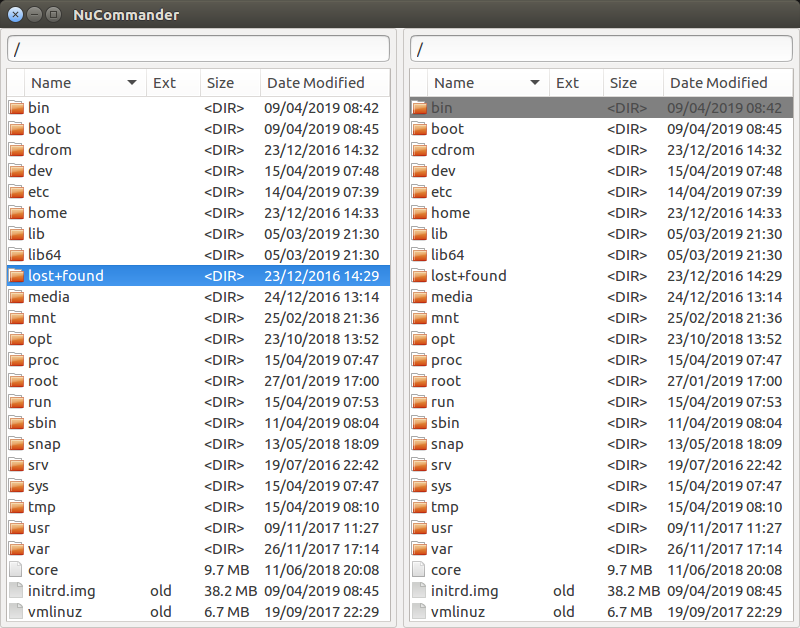 NuCommander
/ /
Name Ext Size Date Modified Name Ext Size Date Modified
bin <DIR> 09/04/2019 08:42 bin <DIR> 09/04/2019 08:42
boot <DIR> 09/04/2019 08:45 boot <DIR> 09/04/2019 08:45
cdrom <DIR> 23/12/2016 14:32 cdrom <DIR> 23/12/2016 14:32
dev <DIR> 15/04/2019 07:48 dev <DIR> 15/04/2019 07:48
etc <DIR> 14/04/2019 07:39 etc <DIR> 14/04/2019 07:39
home <DIR> 23/12/2016 14:33 home <DIR> 23/12/2016 14:33
lib <DIR> 05/03/2019 21:30 lib <DIR> 05/03/2019 21:30
lib64 <DIR> 05/03/2019 21:30 lib64 <DIR> 05/03/2019 21:30
lost+found <DIR> 23/12/2016 14:29 lost+found <DIR> 23/12/2016 14:29
media <DIR> 24/12/2016 13:14 media <DIR> 24/12/2016 13:14
mnt <DIR> 25/02/2018 21:36 mnt <DIR> 25/02/2018 21:36
opt <DIR> 23/10/2018 13:52 opt <DIR> 23/10/2018 13:52
proc <DIR> 15/04/2019 07:47 proc <DIR> 15/04/2019 07:47
root <DIR> 27/01/2019 17:00 root <DIR> 27/01/2019 17:00
run <DIR> 15/04/2019 07:53 run <DIR> 15/04/2019 07:53
sbin <DIR> 11/04/2019 08:04 sbin <DIR> 11/04/2019 08:04
snap <DIR> 13/05/2018 18:09 snap <DIR> 13/05/2018 18:09
srv <DIR> 19/07/2016 22:42 srv <DIR> 19/07/2016 22:42
sys <DIR> 15/04/2019 07:47 sys <DIR> 15/04/2019 07:47
tmp <DIR> 15/04/2019 08:10 tmp <DIR> 15/04/2019 08:10
usr <DIR> 09/11/2017 11:27 usr <DIR> 09/11/2017 11:27
var <DIR> 26/11/2017 17:14 var <DIR> 26/11/2017 17:14
core 9.7 MB 11/06/2018 20:08 core 9.7 MB 11/06/2018 20:08
initrd.img old 38.2 MB 09/04/2019 08:45 initrd.img old 38.2 MB 09/04/2019 08:45
vmlinuz old 6.7 MB 19/09/2017 22:29 vmlinuz old 6.7 MB 19/09/2017 22:29